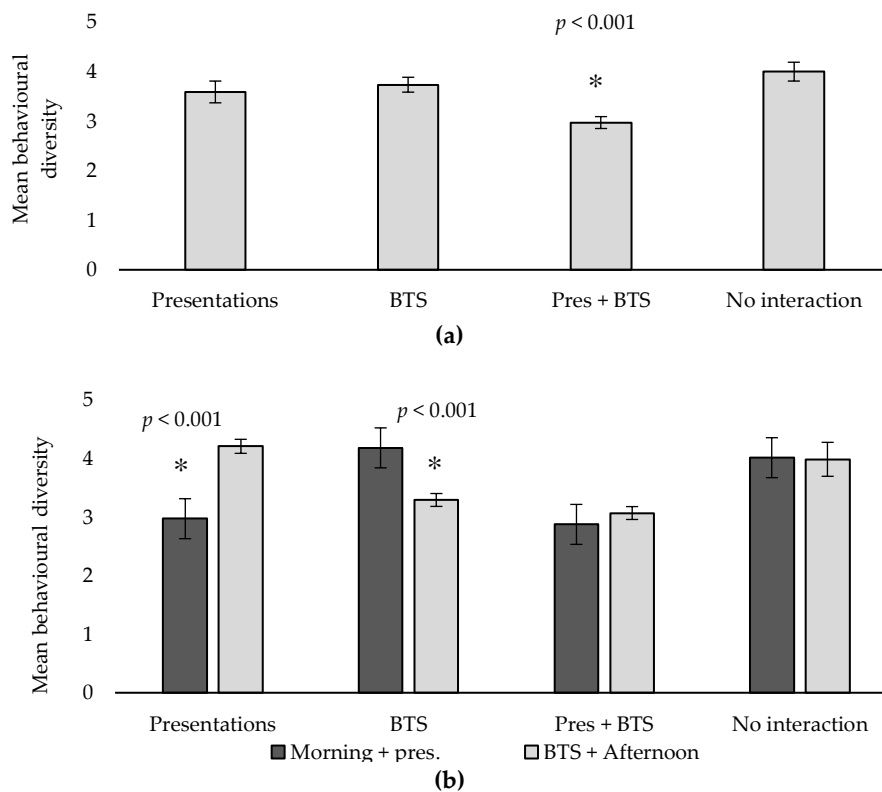 5
p < 0.001
4
*
3
2
1
0
Mean behavioural
diversity
Presentations BTS Pres + BTS No interaction
(a)
5
p < 0.001 p < 0.001
4
* *
3
2
1
0
Mean behavioural diversity
Presentations BTS Pres + BTS No interaction
Morning + pres. BTS + Afternoon
(b)